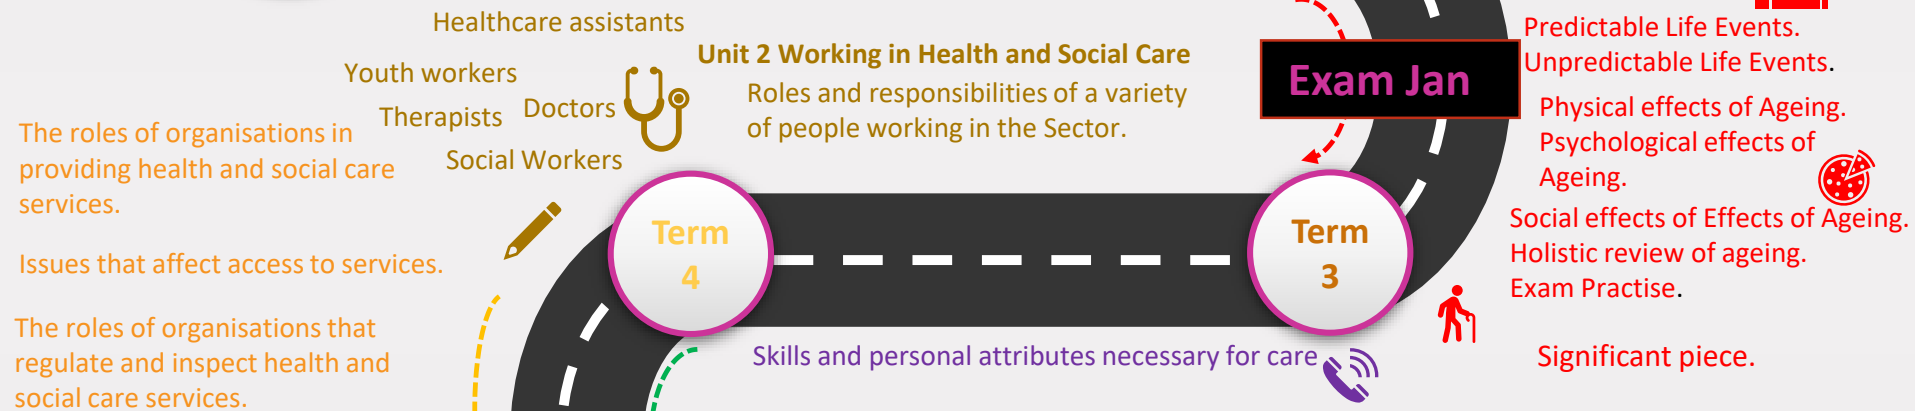 Healthcare assistants
Youth workers
Therapists
Doctors
Social Workers
Unit 2 Working in Health and Social Care
Roles and responsibilities of a variety
of people working in the Sector.
Exam Jan
Predictable Life Events.
Unpredictable Life Events.
Physical effects of Ageing.
Psychological effects of
Ageing.
Social effects of Effects of Ageing.
Holistic review of ageing.
Exam Practise.
Significant piece.
Term
3
Term
4
The roles of organisations in
providing health and social care
services.
Issues that affect access to services.
The roles of organisations that
regulate and inspect health and
social care services.
Skills and personal attributes necessary for care